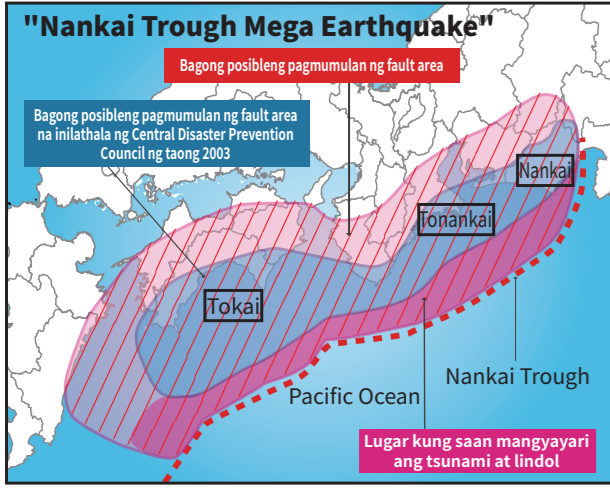 "Nankai Trough Mega Earthquake"
Bagong posibleng pagmumulan ng fault area
Bagong posibleng pagmumulan ng fault area
na inilathala ng Central Disaster Prevention
Council ng taong 2003
Nankai
Tonankai
Tokai
Nankai Trough
Pacific Ocean
Lugar kung saan mangyayari
ang tsunami at lindol